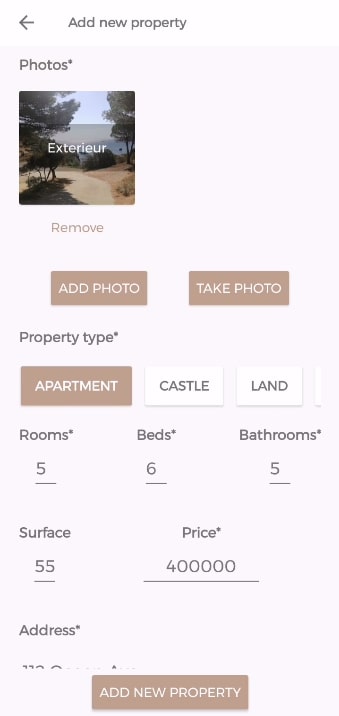 Add new property
Photos*
Exterieur
Remove
ADD PHOTO TAKE PHOTO
Property type*
APARTMENT CASTLE LAND
Rooms* Beds* Bathrooms*
5 6 5
Surface Price*
55 400000
Address*
ADD NEW PROPERTY